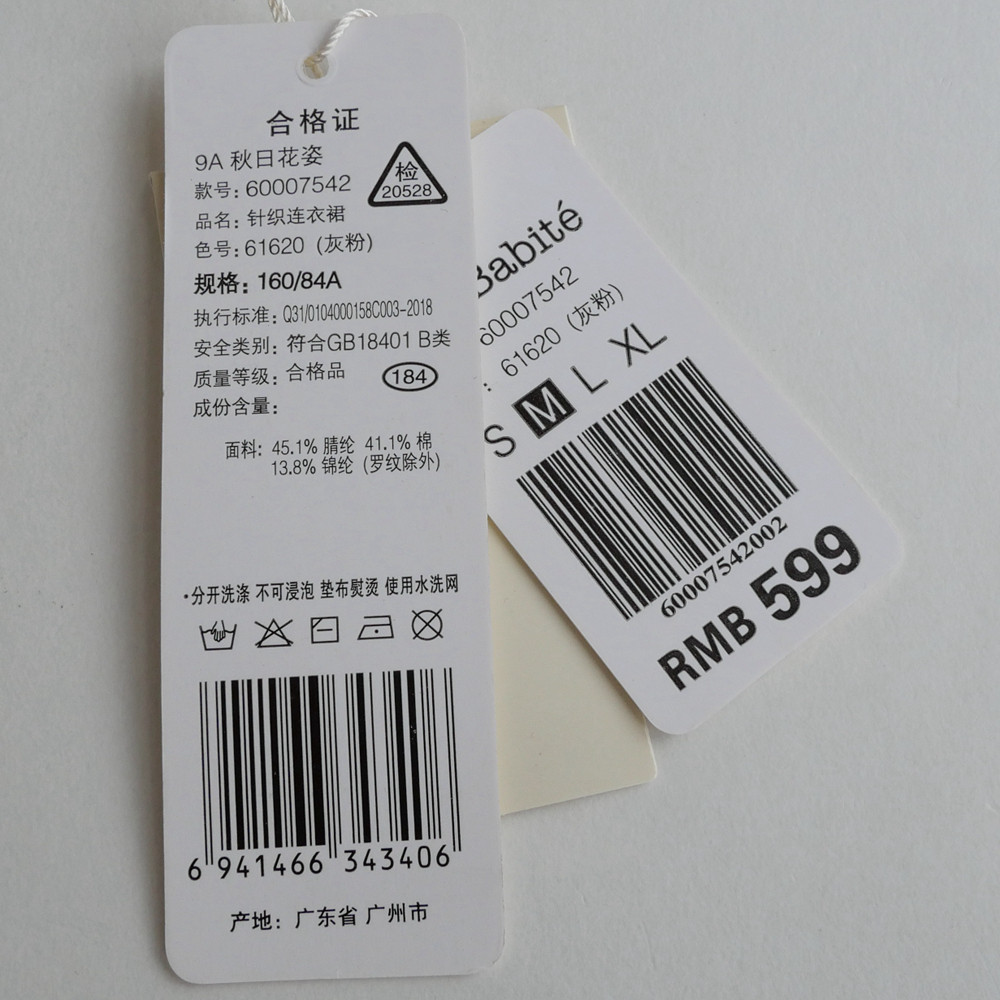 合格证
9A 秋日花姿
款号: 60007542
检
20528
品名: 针织连衣裙
色号: 61620 (灰粉)
规格: 160/84A
执行标准: Q31/0104000158C003-2018
安全类别: 符合GB18401 B类
质量等级: 合格品
184
成份含量:
面料: 45.1% 腈纶 41.1% 棉
13.8% 锦纶 (罗纹除外)
·分开洗涤 不可浸泡 垫布熨烫 使用水洗网
6 941466 343406
产地: 广东省 广州市
Babité
60007542
: 61620 (灰粉)
S M L XL
60007542002
RMB 599